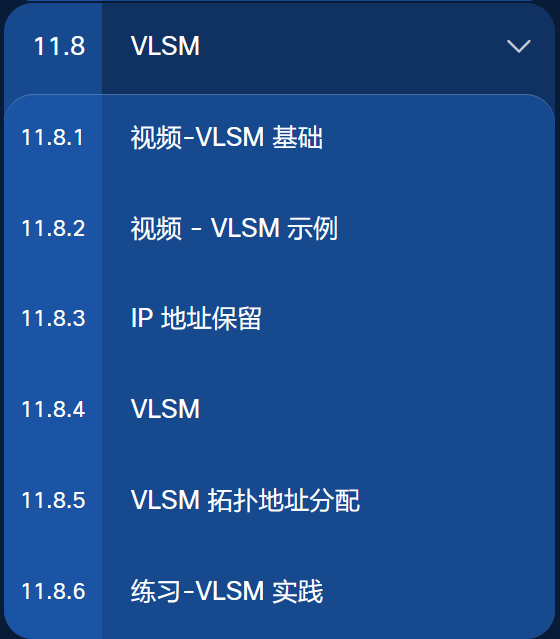 11.8 VLSM
11.8.1 视频-VLSM 基础
11.8.2 视频 - VLSM 示例
11.8.3 IP 地址保留
11.8.4 VLSM
11.8.5 VLSM 拓扑地址分配
11.8.6 练习-VLSM 实践